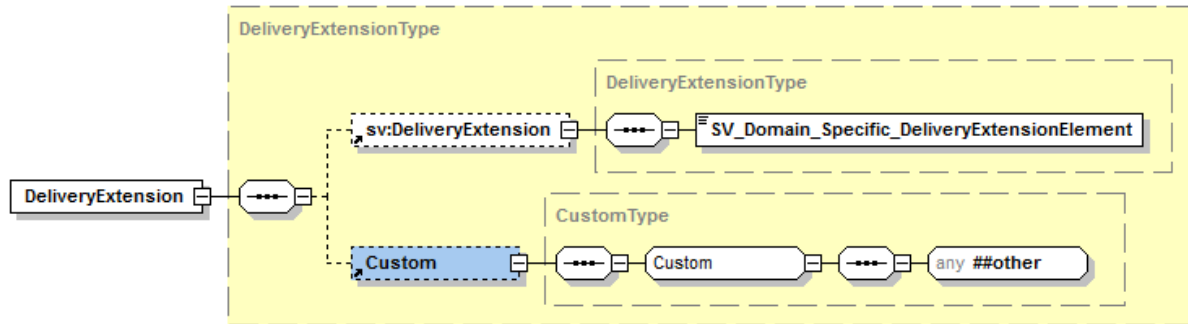 DeliveryExtensionType
DeliveryExtensionType
sv:DeliveryExtension
SV_Domain_Specific_DeliveryExtensionElement
DeliveryExtension
CustomType
Custom
Custom
any ##other